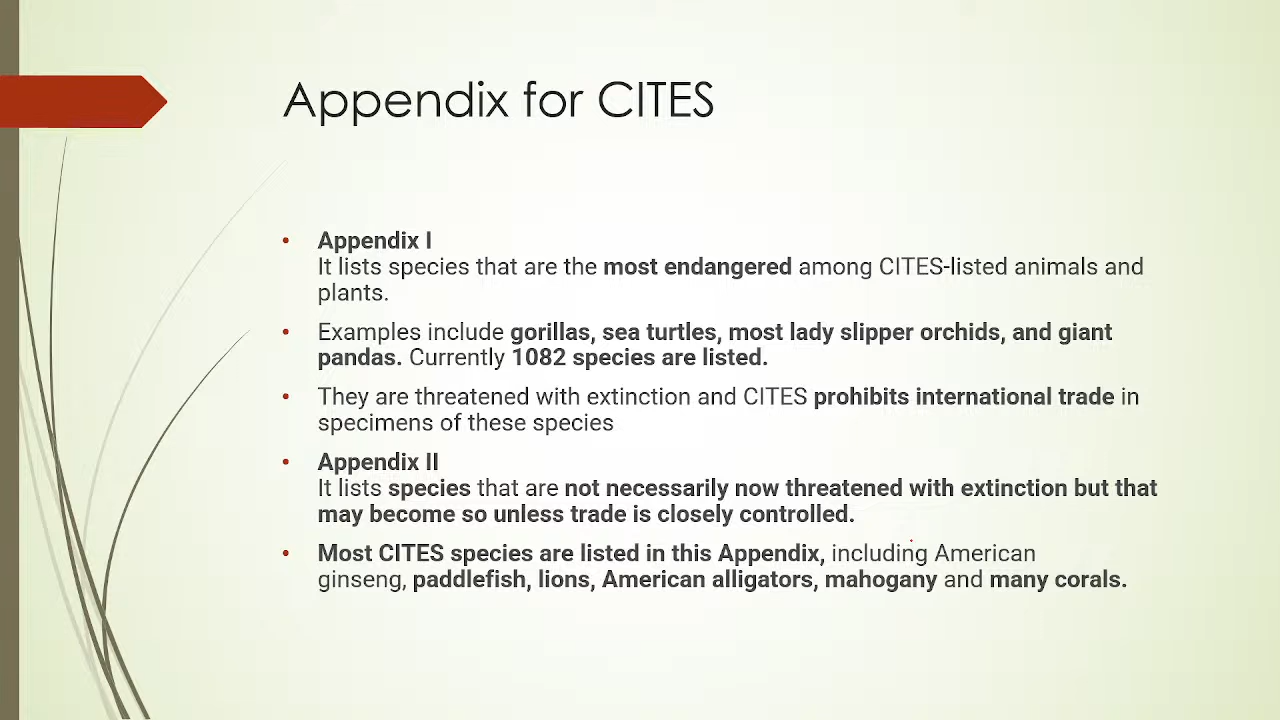 Appendix for CITES
• Appendix I
It lists species that are the most endangered among CITES-listed animals and
plants.
• Examples include gorillas, sea turtles, most lady slipper orchids, and giant
pandas. Currently 1082 species are listed.
• They are threatened with extinction and CITES prohibits international trade in
specimens of these species
• Appendix II
It lists species that are not necessarily now threatened with extinction but that
may become so unless trade is closely controlled.
• Most CITES species are listed in this Appendix, including American
ginseng, paddlefish, lions, American alligators, mahogany and many corals.